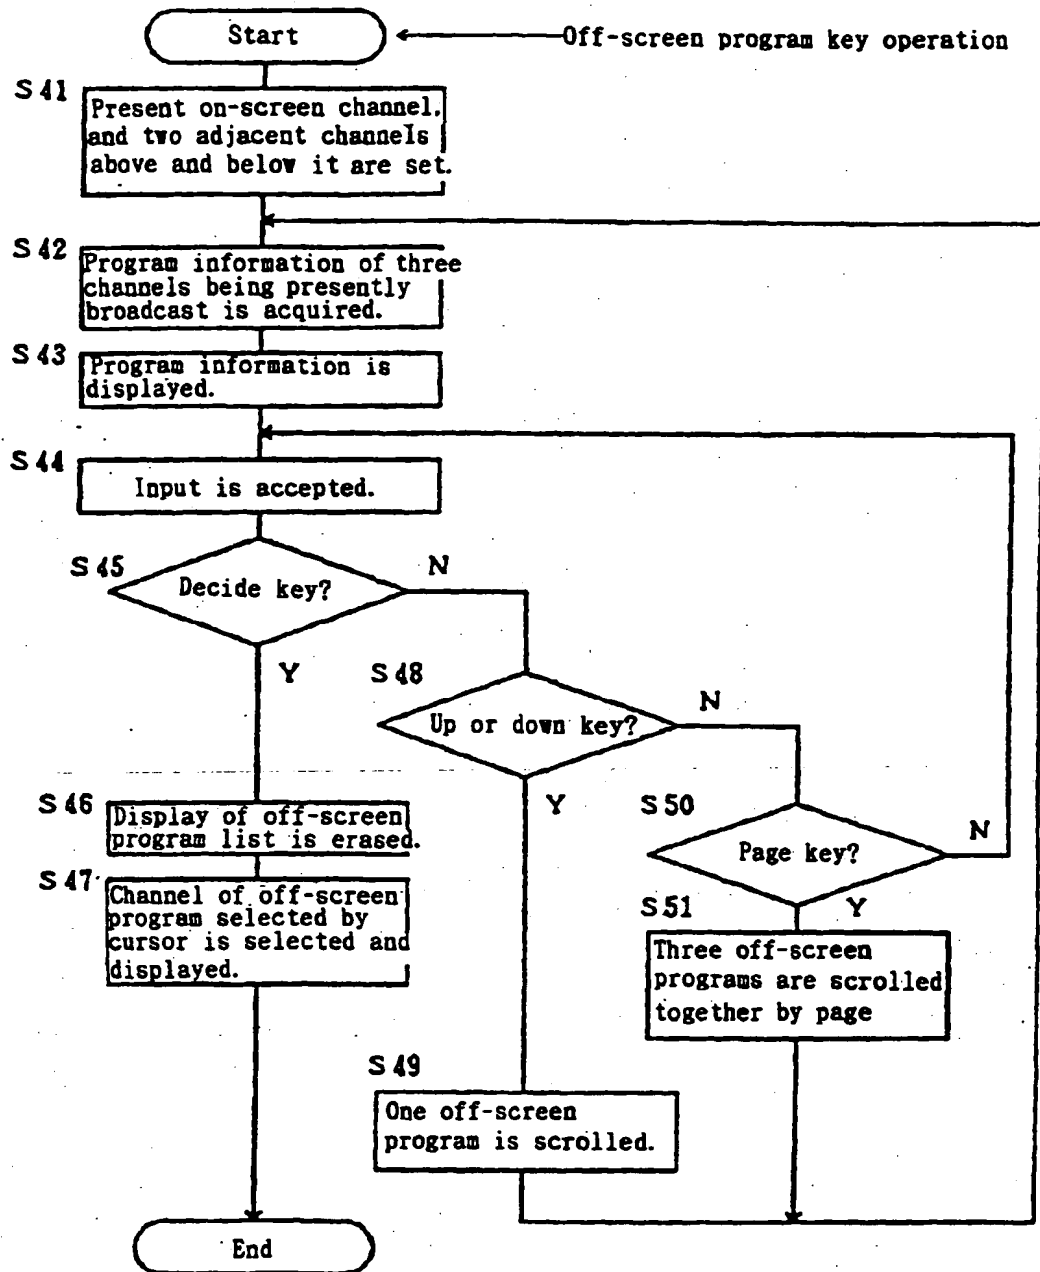 Start
Off-screen program key operation
S41
Present on-screen channel.
and two adjacent channels
above and below it are set.
S42
Program information of three
channels being presently
broadcast is acquired.
S43
Program information is
displayed.
S44
Input is accepted.
S45
Decide key?
N
Y
S48
Up or down key?
N
Y
S50
Page key?
N
Y
S46
Display of off-screen
program list is erased.
S47
Channel of off-screen
program selected by
cursor is selected and
displayed.
S51
Three off-screen
programs are scrolled
together by page
S49
One off-screen
program is scrolled.
End